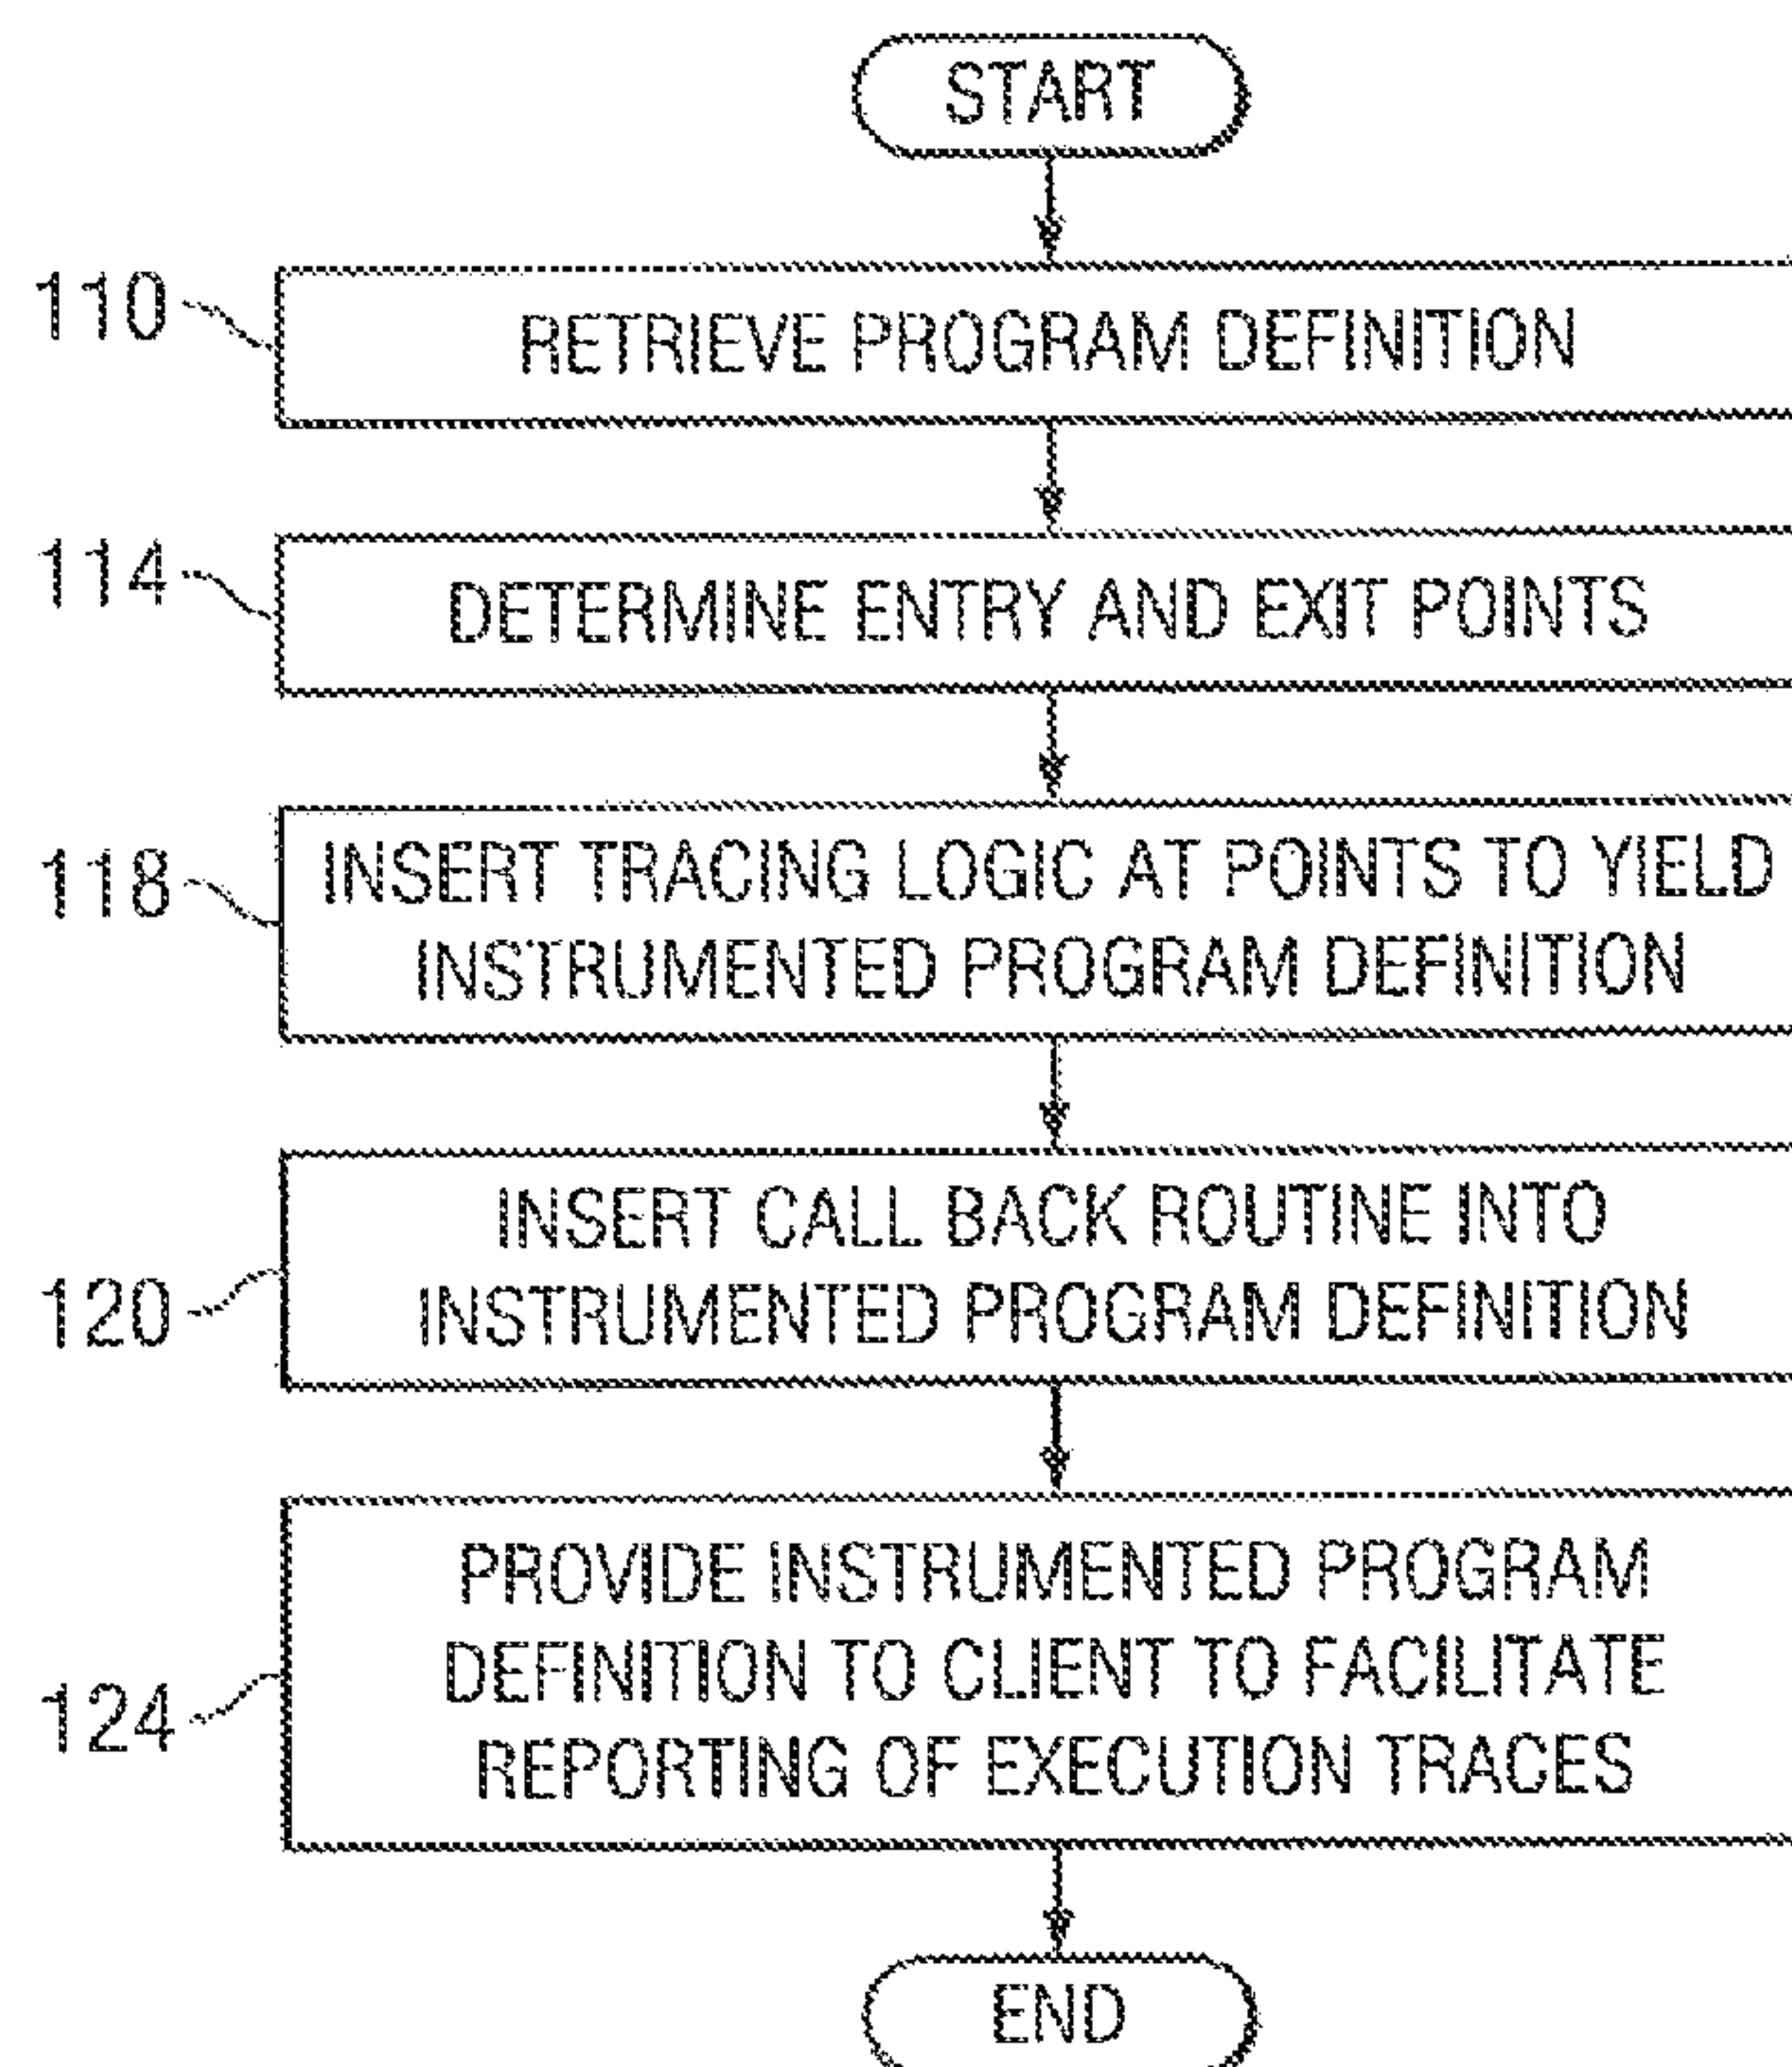 START
110
RETRIEVE PROGRAM DEFINITION
114
DETERMINE ENTRY AND EXIT POINTS
118
INSERT TRACING LOGIC AT POINTS TO YIELD
INSTRUMENTED PROGRAM DEFINITION
120
INSERT CALL BACK ROUTINE INTO
INSTRUMENTED PROGRAM DEFINITION
124
PROVIDE INSTRUMENTED PROGRAM
DEFINITION TO CLIENT TO FACILITATE
REPORTING OF EXECUTION TRACES
END